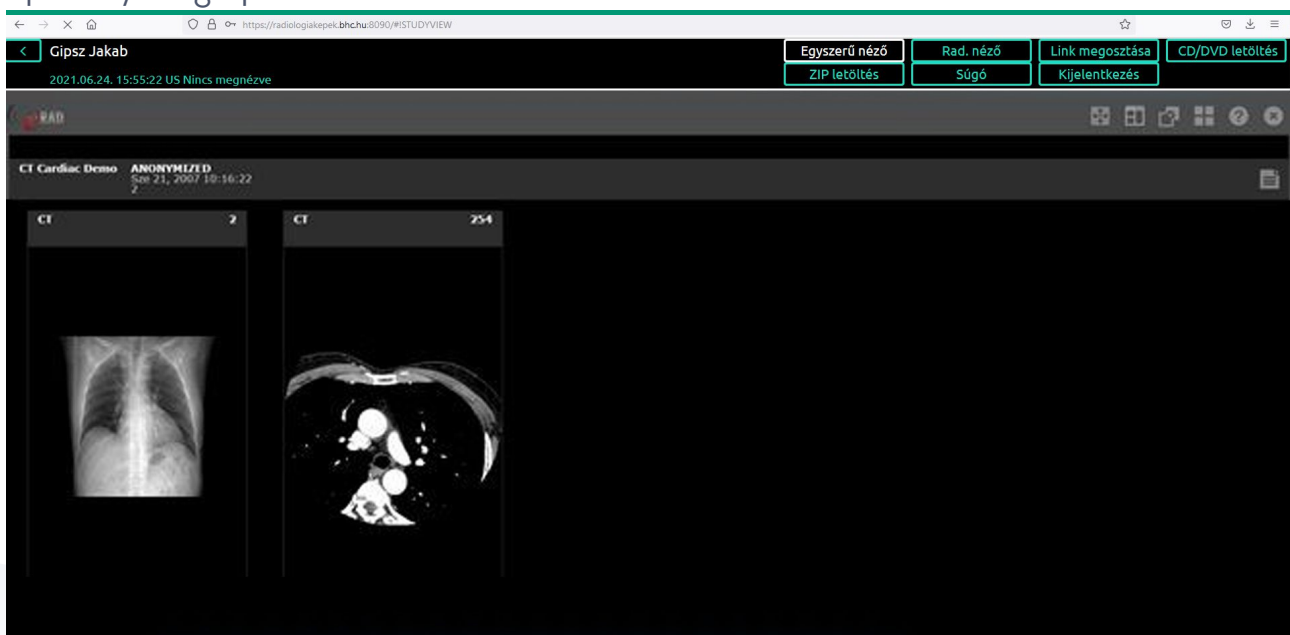 https://radiologiakepek.bhc.hu:8090/#!STUDYVIEW
Gipsz Jakab
Egyszerű néző
Rad. néző
Link megosztása
CD/DVD letöltés
2021.06.24. 15:55:22 US Nincs megnézve
ZIP letöltés
Súgó
Kijelentkezés
RAD
CT Cardiac Demo
ANONYMIZED
Sze 21, 2007 10:16:22
2
CT 2
CT 254